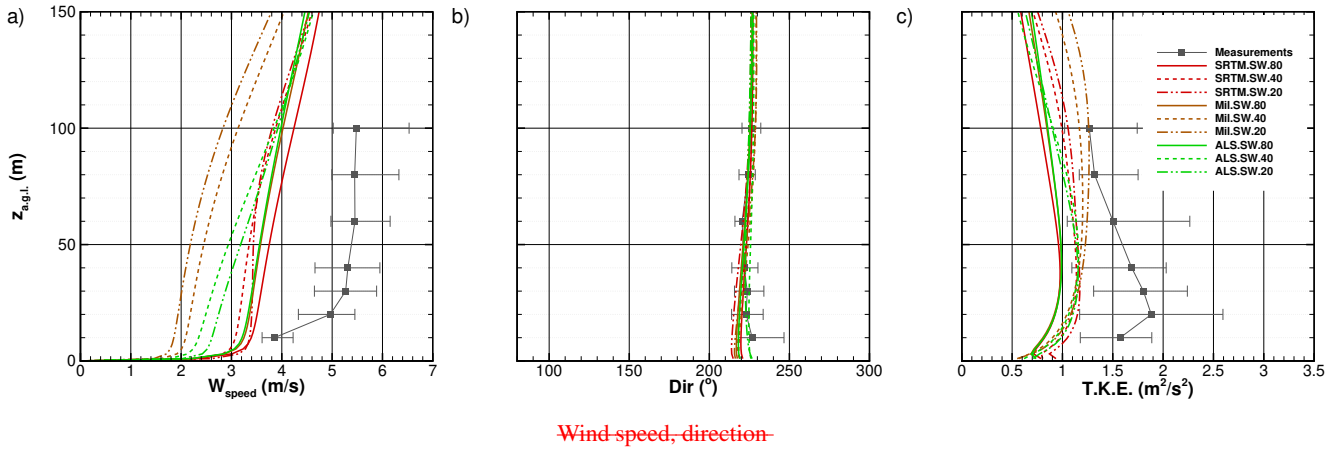 a)
150
100
50
0
z a.g.l. (m)
0 1 2 3 4 5 6 7
W speed (m/s)
b)
100 150 200 250 300
Dir (°)
c)
Measurements
SRTM.SW.80
SRTM.SW.40
SRTM.SW.20
Mil.SW.80
Mil.SW.40
Mil.SW.20
ALS.SW.80
ALS.SW.40
ALS.SW.20
0 0.5 1 1.5 2 2.5 3 3.5
T.K.E. (m²/s²)
Wind speed, direction